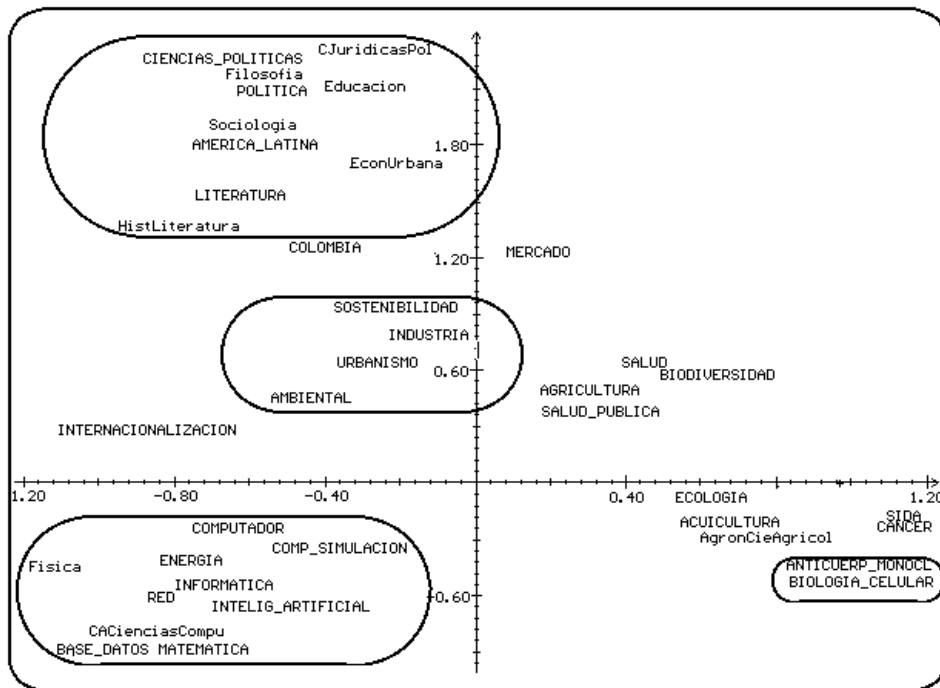 CJuridicasPol
CIENCIAS_POLITICAS
Filosofia
POLITICA
Educacion
Sociologia
AMERICA_LATINA
1.80
EconUrbana
LITERATURA
HistLiteratura
COLOMBIA
MERCADO
1.20
SOSTENIBILIDAD
INDUSTRIA
URBANISMO
0.60
SALUD
BIODIVERSIDAD
AMBIENTAL
AGRICULTURA
SALUD_PUBLICA
INTERNACIONALIZACION
1.20 -0.80 -0.40 0.40 ECOLOGIA 1.20
COMPUTADOR
ACUICULTURA
SIDA
CANCER
COMP_SIMULACION
AgronCieAgricol
Fisica
ENERGIA
ANTICUERP_MONOCL
INFORMATICA
BIOLOGIA_CELULAR
RED
INTELIG_ARTIFICIAL
-0.60
CACienciasCompu
BASE_DATOS MATEMATICA